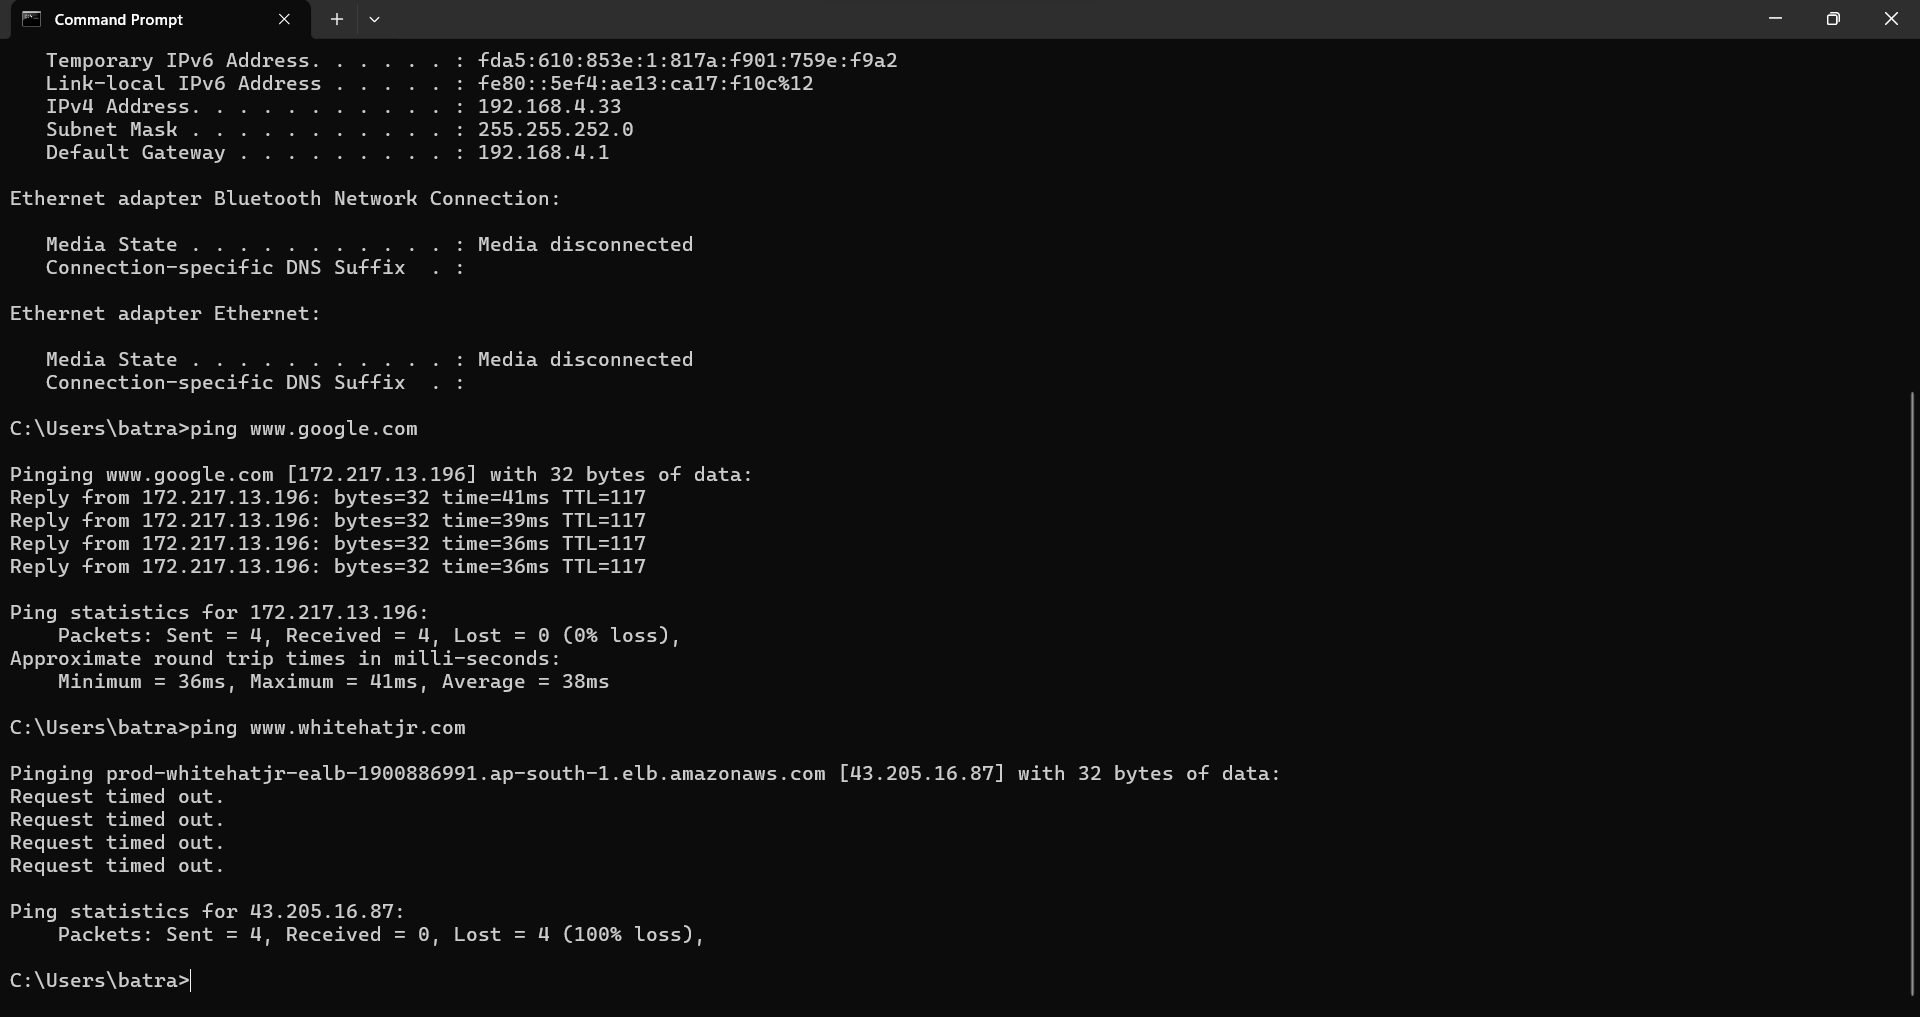 Command Prompt
Temporary IPv6 Address. . . . . . : fda5:610:853e:1:817a:f901:759e:f9a2
Link-local IPv6 Address . . . . . : fe80::5ef4:ae13:ca17:f10c%12
IPv4 Address. . . . . . . . . . . : 192.168.4.33
Subnet Mask . . . . . . . . . . . : 255.255.252.0
Default Gateway . . . . . . . . . : 192.168.4.1
Ethernet adapter Bluetooth Network Connection:
Media State . . . . . . . . . . . : Media disconnected
Connection-specific DNS Suffix  . :
Ethernet adapter Ethernet:
Media State . . . . . . . . . . . : Media disconnected
Connection-specific DNS Suffix  . :
C:\Users\batra>ping www.google.com
Pinging www.google.com [172.217.13.196] with 32 bytes of data:
Reply from 172.217.13.196: bytes=32 time=41ms TTL=117
Reply from 172.217.13.196: bytes=32 time=39ms TTL=117
Reply from 172.217.13.196: bytes=32 time=36ms TTL=117
Reply from 172.217.13.196: bytes=32 time=36ms TTL=117
Ping statistics for 172.217.13.196:
Packets: Sent = 4, Received = 4, Lost = 0 (0% loss),
Approximate round trip times in milli-seconds:
Minimum = 36ms, Maximum = 41ms, Average = 38ms
C:\Users\batra>ping www.whitehatjr.com
Pinging prod-whitehatjr-ealb-1900886991.ap-south-1.elb.amazonaws.com [43.205.16.87] with 32 bytes of data:
Request timed out.
Request timed out.
Request timed out.
Request timed out.
Ping statistics for 43.205.16.87:
Packets: Sent = 4, Received = 0, Lost = 4 (100% loss),
C:\Users\batra>